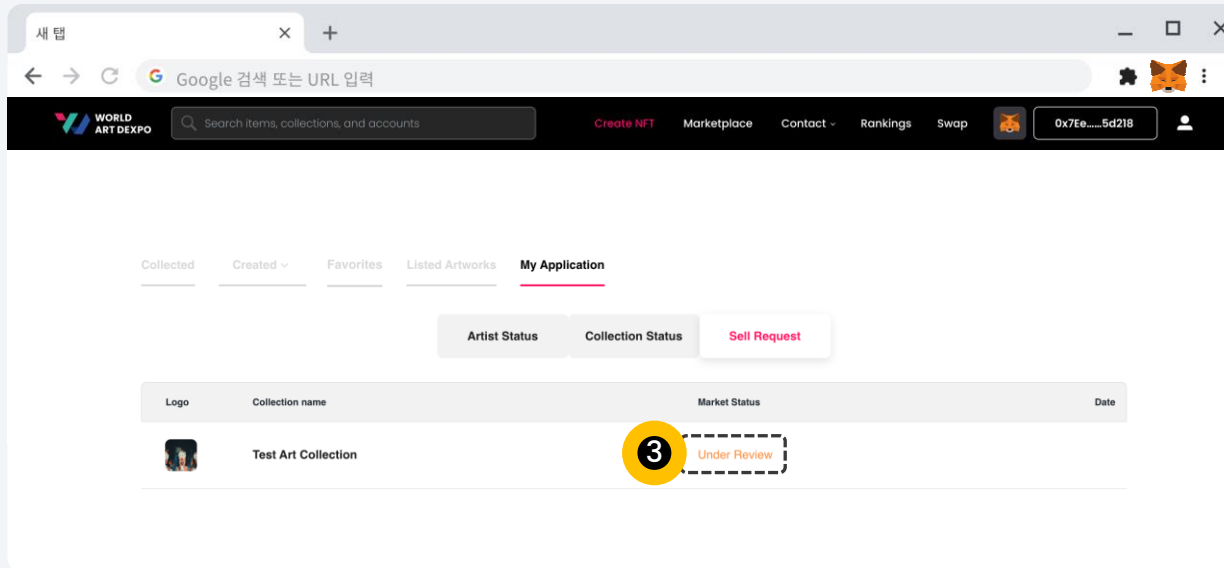 새 탭
Google 검색 또는 URL 입력
WORLD
ART DEXPO
Search items, collections, and accounts
Create NFT
Marketplace
Contact
Rankings
Swap
0x7Ee......5d218
Collected
Created
Favorites
Listed Artworks
My Application
Artist Status
Collection Status
Sell Request
Logo
Collection name
Market Status
Date
Test Art Collection
3
Under Review